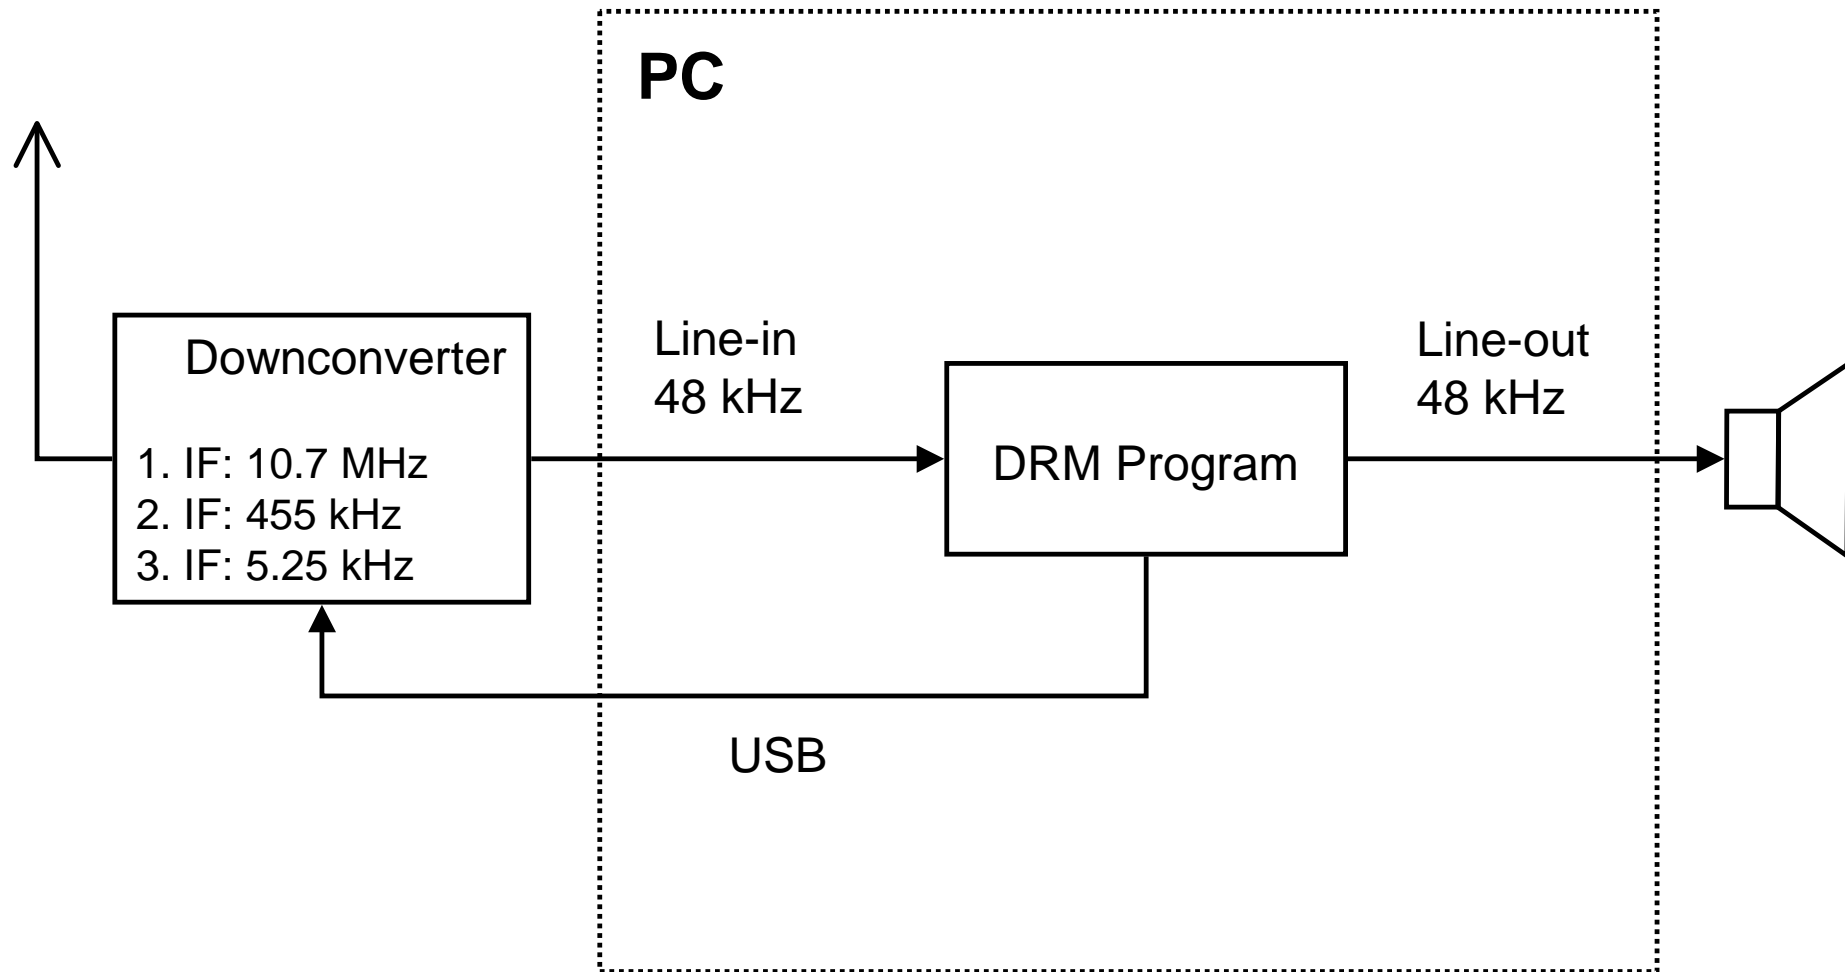 PC
Downconverter
1. IF: 10.7 MHz
2. IF: 455 kHz
3. IF: 5.25 kHz
Line-in
48 kHz
DRM Program
Line-out
48 kHz
USB